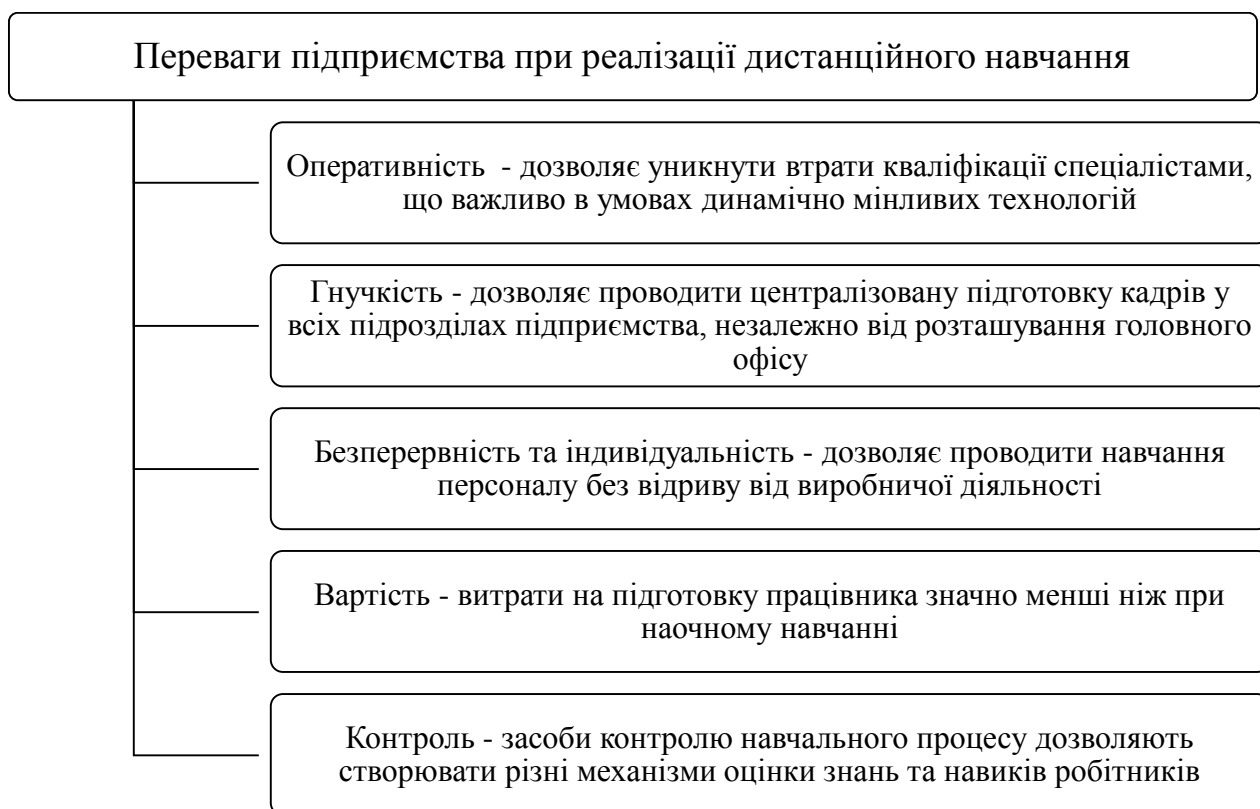 Переваги підприємства при реалізації дистанційного навчання
Оперативність - дозволяє уникнути втрати кваліфікації спеціалістами,
що важливо в умовах динамічно мінливих технологій
Гнучкість - дозволяє проводити централізовану підготовку кадрів у
всіх підрозділах підприємства, незалежно від розташування головного
офісу
Безперервність та індивідуальність - дозволяє проводити навчання
персоналу без відриву від виробничої діяльності
Вартість - витрати на підготовку працівника значно менші ніж при
наочному навчанні
Контроль - засоби контролю навчального процесу дозволяють
створювати різні механізми оцінки знань та навиків робітників